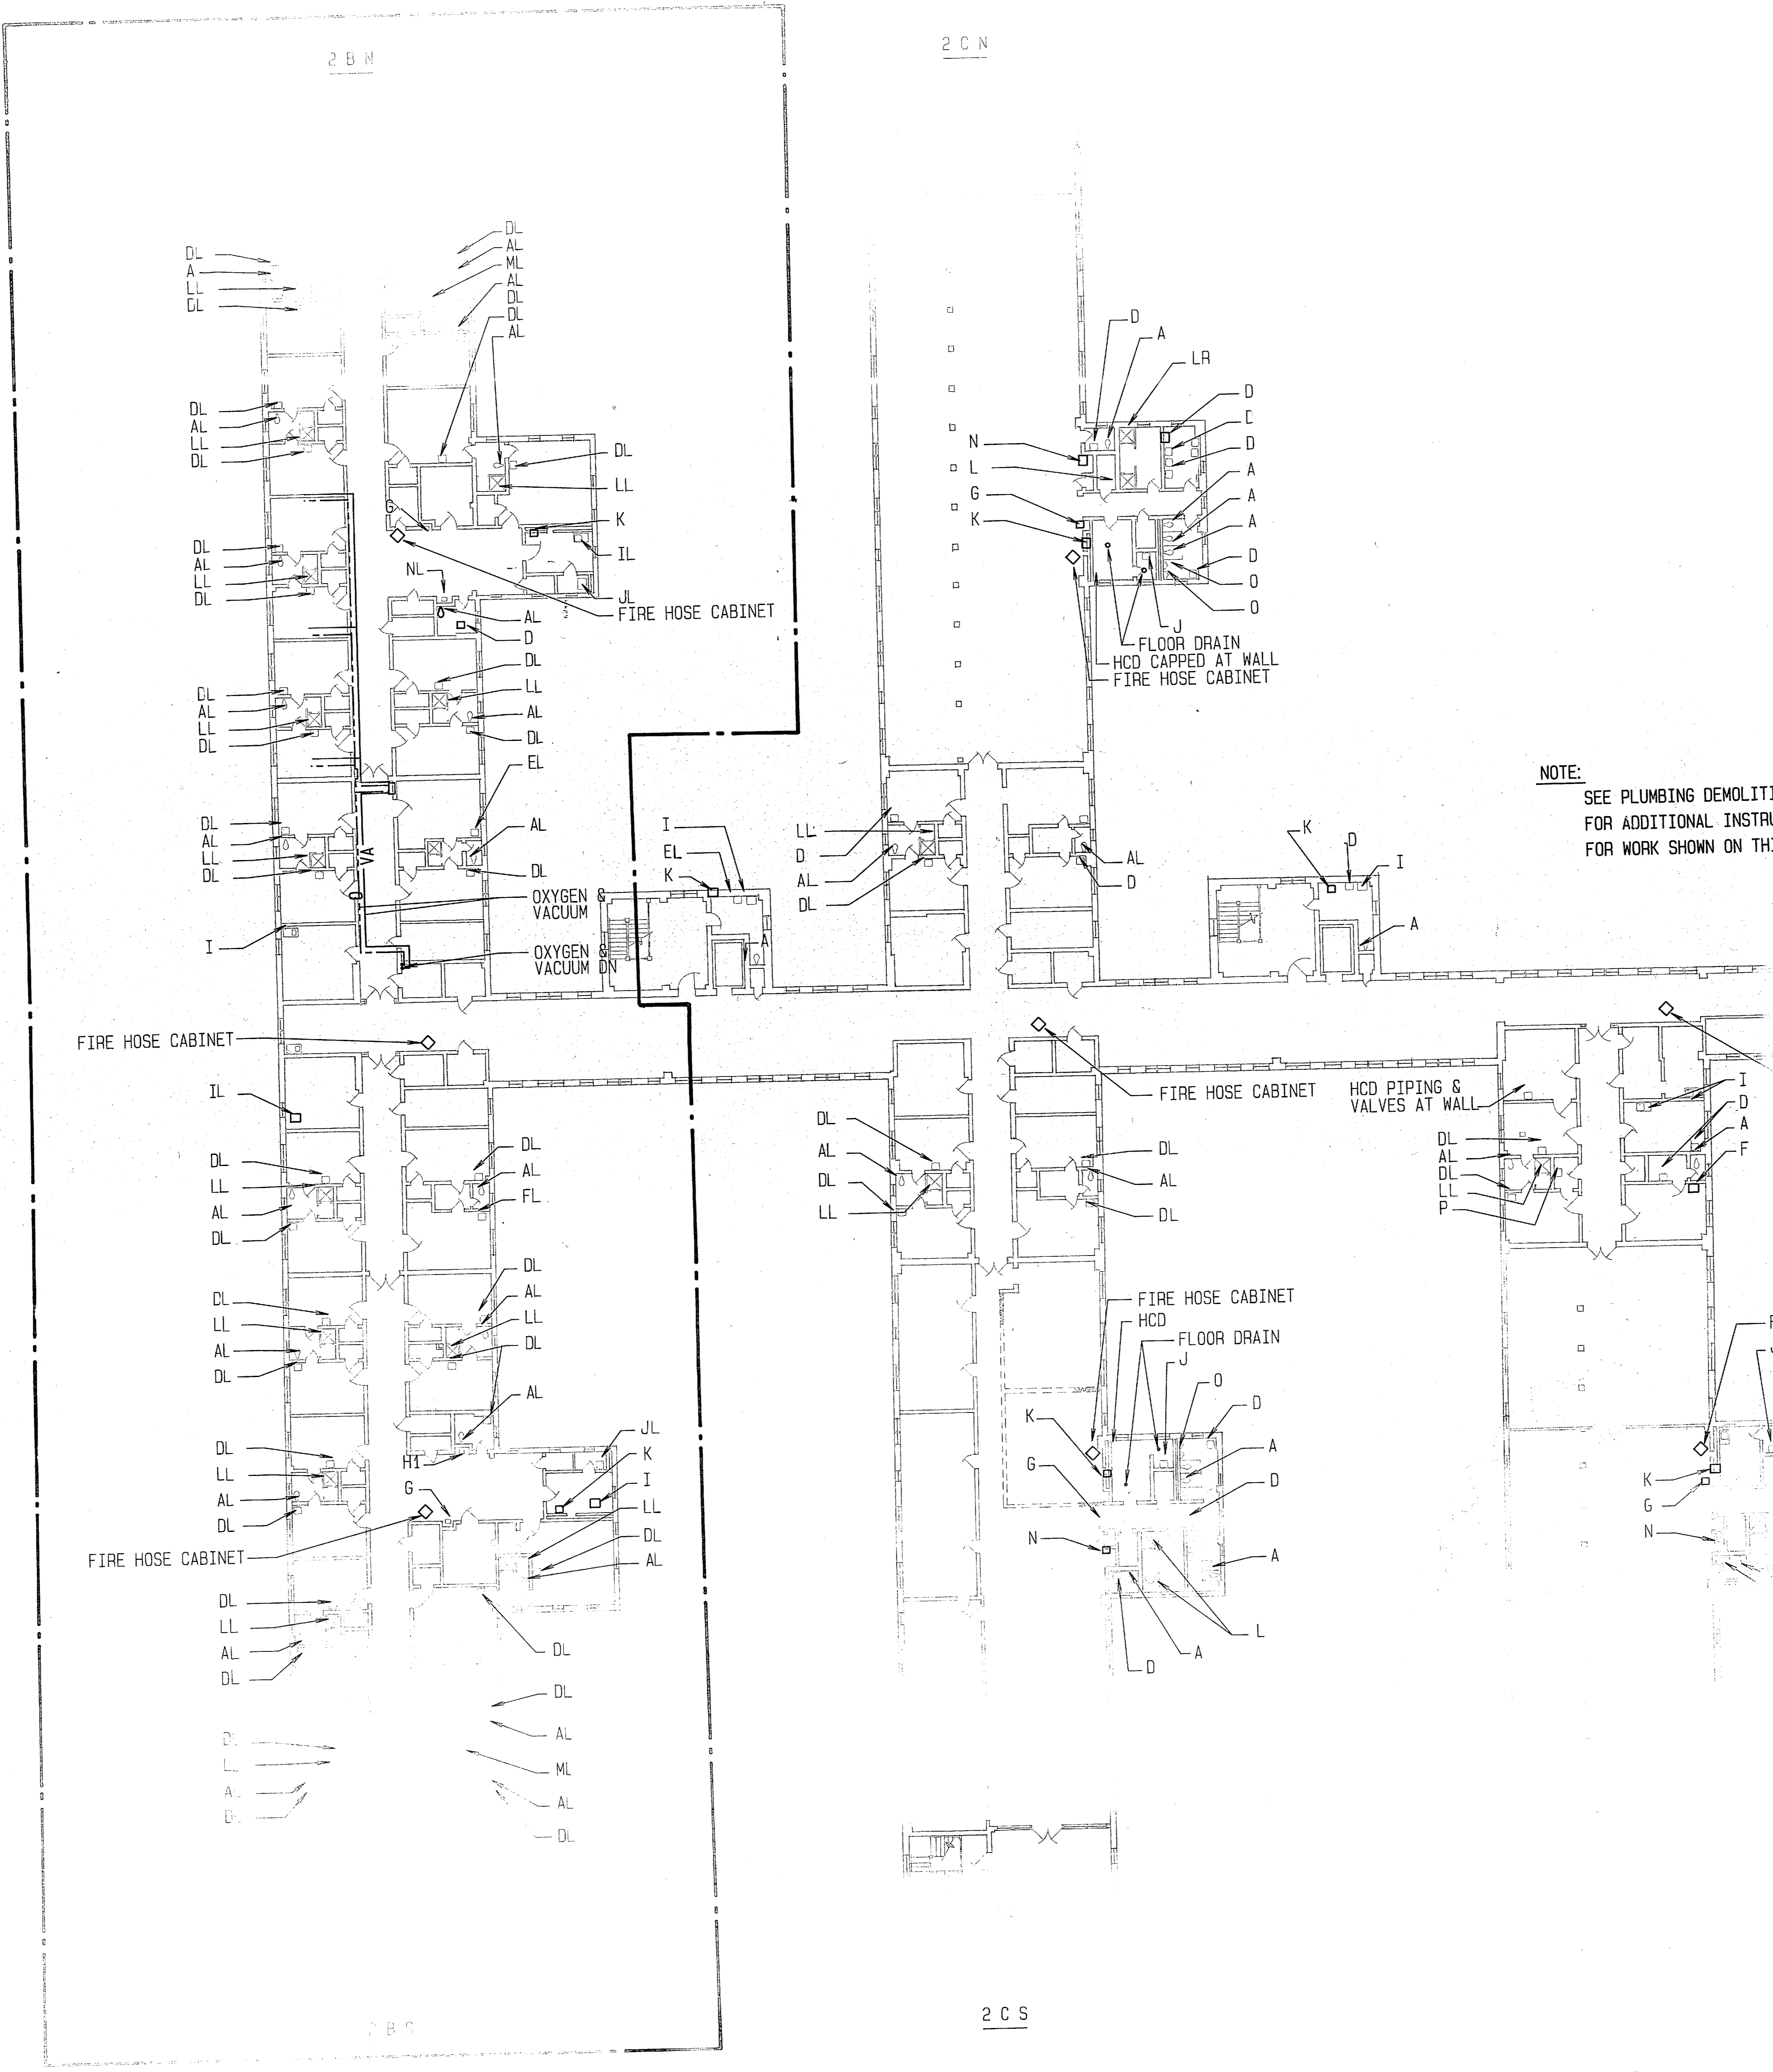 2 B N
2 C N
DL
A
LL
DL
DL
AL
ML
AL
DL
DL
AL
DL
AL
LL
DL
DL
LL
K
IL
JL
FIRE HOSE CABINET
G
NL
AL
D
DL
AL
LL
DL
DL
AL
LL
DL
DL
LL
AL
DL
EL
AL
DL
DL
AL
LL
DL
VA
O
OXYGEN &
VACUUM
OXYGEN &
VACUUM DN
I
I
EL
K
A
D
A
LR
D
D
A
A
A
D
O
O
N
L
G
K
J
FLOOR DRAIN
HCD CAPPED AT WALL
FIRE HOSE CABINET
LL
D
AL
DL
AL
D
K
D
I
A
NOTE:
SEE PLUMBING
FOR ADDITIONAL
FOR WORK SHOWN ON
FIRE HOSE CABINET
IL
DL
LL
AL
DL
DL
AL
FL
DL
LL
AL
DL
DL
AL
LL
DL
AL
DL
LL
AL
DL
H1
G
JL
K
I
LL
DL
AL
FIRE HOSE CABINET
DL
LL
AL
DL
DL
DL
AL
ML
AL
DL
AL
FIRE HOSE CABINET
DL
AL
DL
LL
DL
AL
DL
HCD PIPING &
VALVES AT WALL
DL
AL
DL
LL
P
I
D
A
F
FIRE HOSE CABINET
HCD
FLOOR DRAIN
J
O
D
A
D
A
K
G
N
L
A
D
K
G
N
2 C S